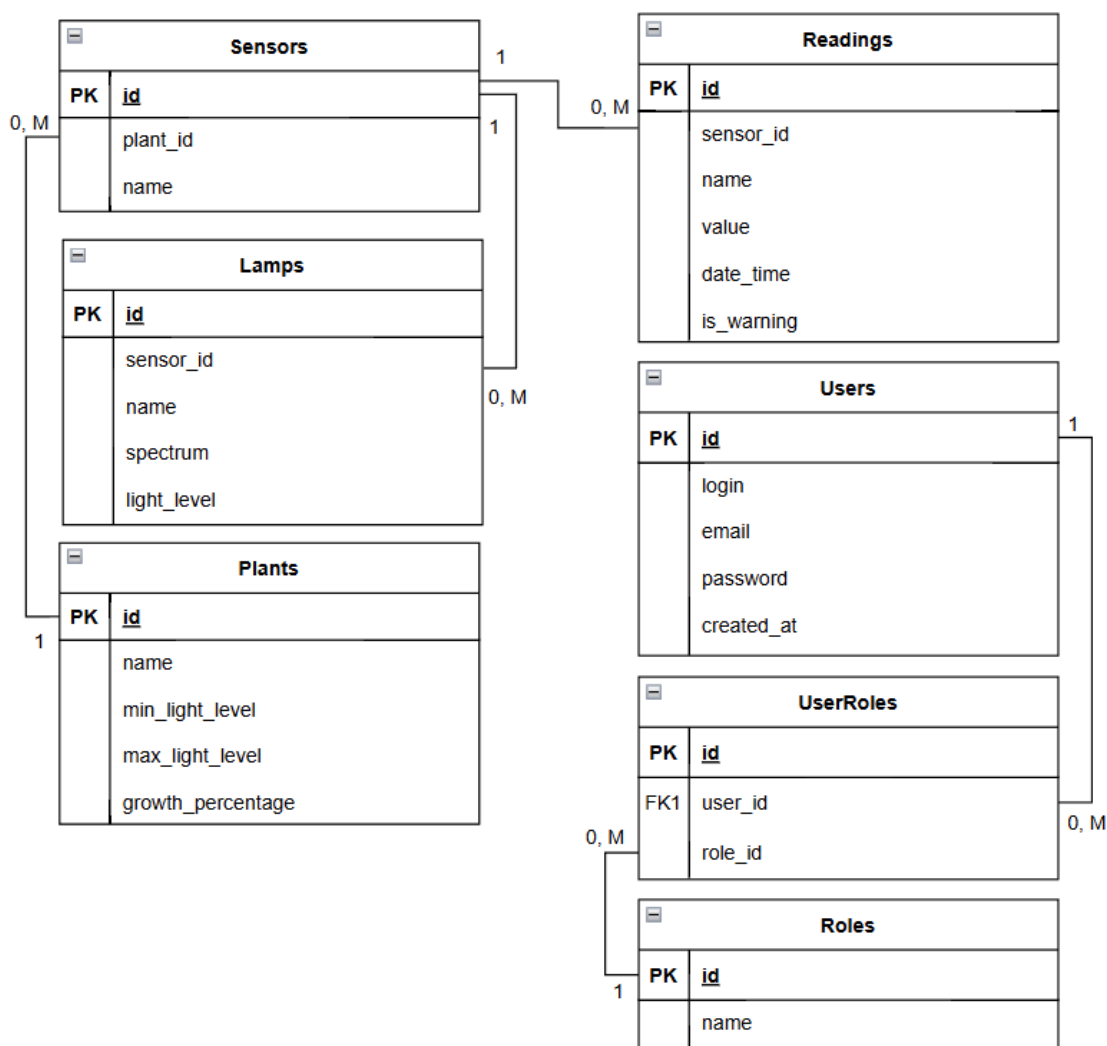 Sensors
PK id
plant_id
name
1
1
0, M
Readings
PK id
sensor_id
name
value
date_time
is_warning
0, M
Lamps
PK id
sensor_id
name
spectrum
light_level
0, M
Users
PK id
login
email
password
created_at
1
Plants
PK id
name
min_light_level
max_light_level
growth_percentage
1
UserRoles
PK id
FK1 user_id
role_id
0, M
0, M
Roles
PK id
name
1